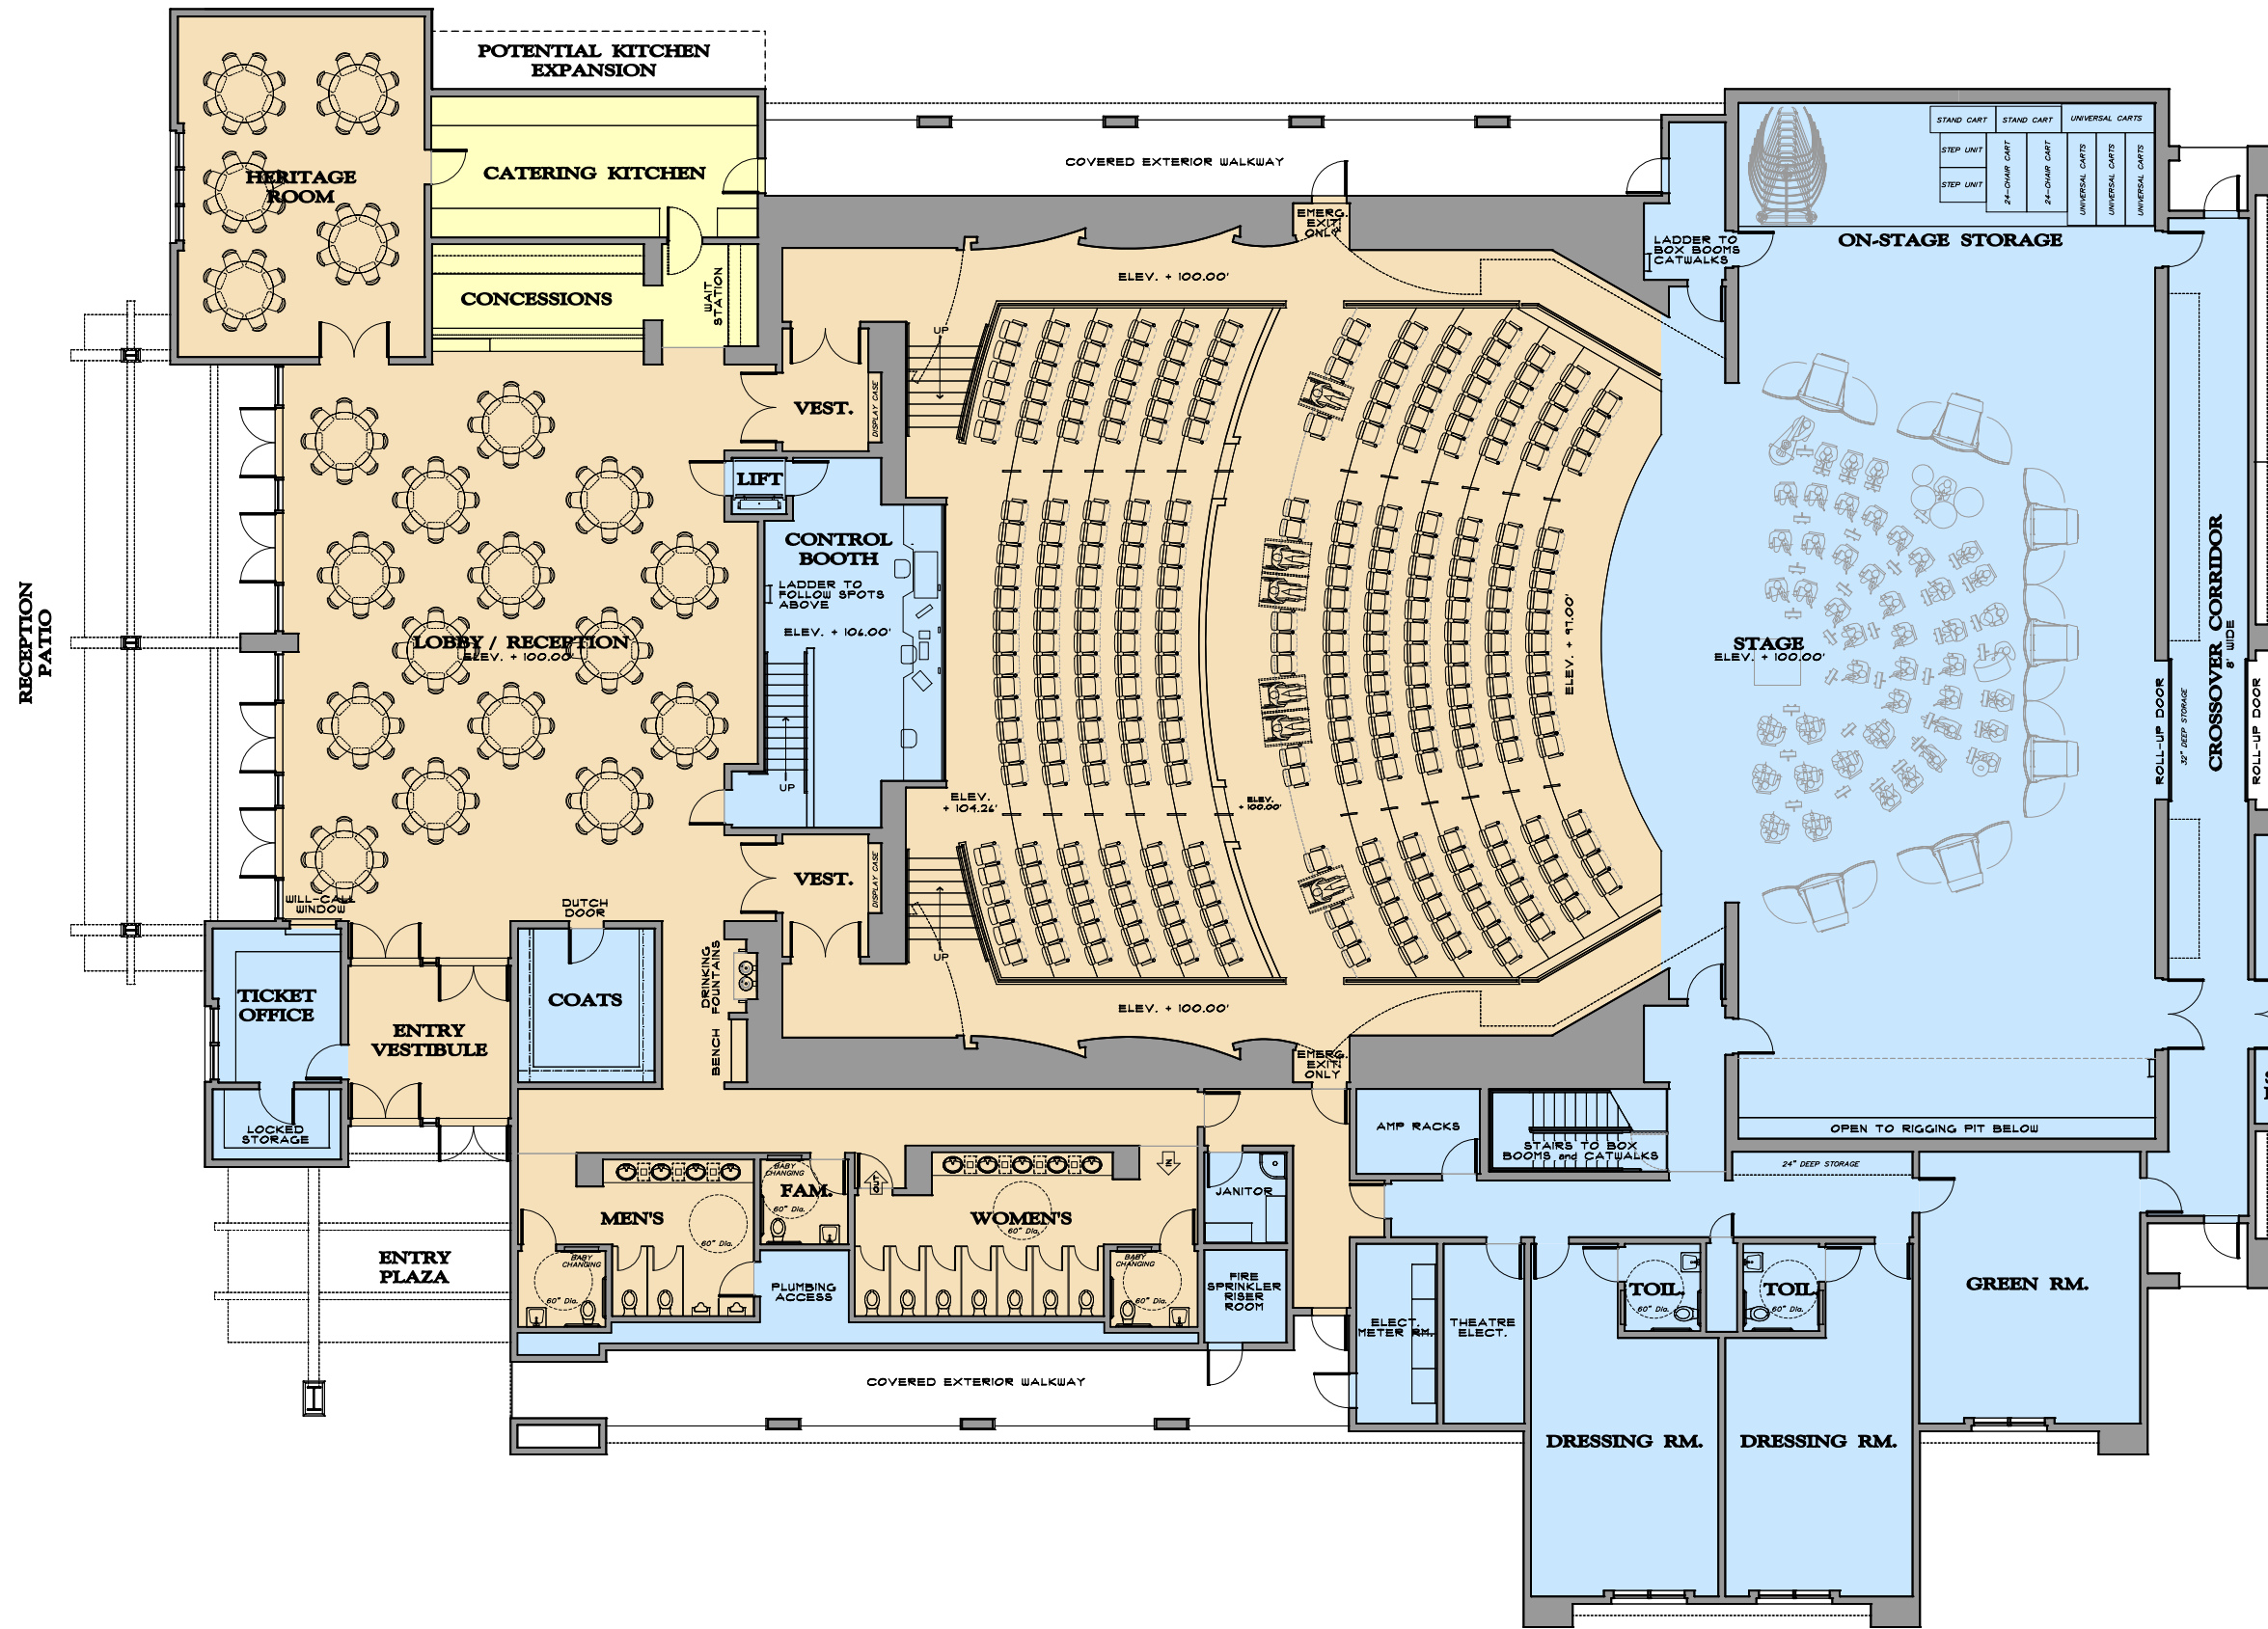 POTENTIAL KITCHEN
EXPANSION
STAND CART
STAND CART
UNIVERSAL CARTS
STEP UNIT
STEP UNIT
24-CHAIR CART
24-CHAIR CART
UNIVERSAL CARTS
UNIVERSAL CARTS
UNIVERSAL CARTS
COVERED EXTERIOR WALKWAY
HERITAGE
ROOM
CATERING KITCHEN
EMERG.
EXIT
ONLY
LADDER TO
BOX BOOMS
CATWALKS
ON-STAGE STORAGE
ELEV. + 100.00'
CONCESSIONS
WAIT
STATION
UP
VEST.
DISPLAY CASE
LIFT
CONTROL
BOOTH
LADDER TO
FOLLOW SPOTS
ABOVE
ELEV. + 106.00'
UP
RECEPTION
PATIO
LOBBY / RECEPTION
ELEV. + 100.00'
ELEV. + 97.00'
STAGE
ELEV. + 100.00'
CROSSOVER CORRIDOR
8' WIDE
ROLL-UP DOOR
32" DEEP STORAGE
ROLL-UP DOOR
ELEV.
+ 104.26'
ELEV.
+ 100.00'
VEST.
DISPLAY CASE
WILL-CALL
WINDOW
DUTCH
DOOR
UP
DRINKING
FOUNTAINS
BENCH
TICKET
OFFICE
COATS
ENTRY
VESTIBULE
ELEV. + 100.00'
EMERG.
EXIT
ONLY
LOCKED
STORAGE
AMP RACKS
STAIRS TO BOX
BOOMS and CATWALKS
OPEN TO RIGGING PIT BELOW
24" DEEP STORAGE
BABY
CHANGING
FAM.
60" Dia.
OUT
IN
MEN'S
60" Dia.
WOMEN'S
60" Dia.
JANITOR
BABY
CHANGING
60" Dia.
PLUMBING
ACCESS
BABY
CHANGING
60" Dia.
FIRE
SPRINKLER
RISER
ROOM
ENTRY
PLAZA
ELECT.
METER RM.
THEATRE
ELECT.
TOIL.
60" Dia.
TOIL.
60" Dia.
GREEN RM.
COVERED EXTERIOR WALKWAY
DRESSING RM.
DRESSING RM.